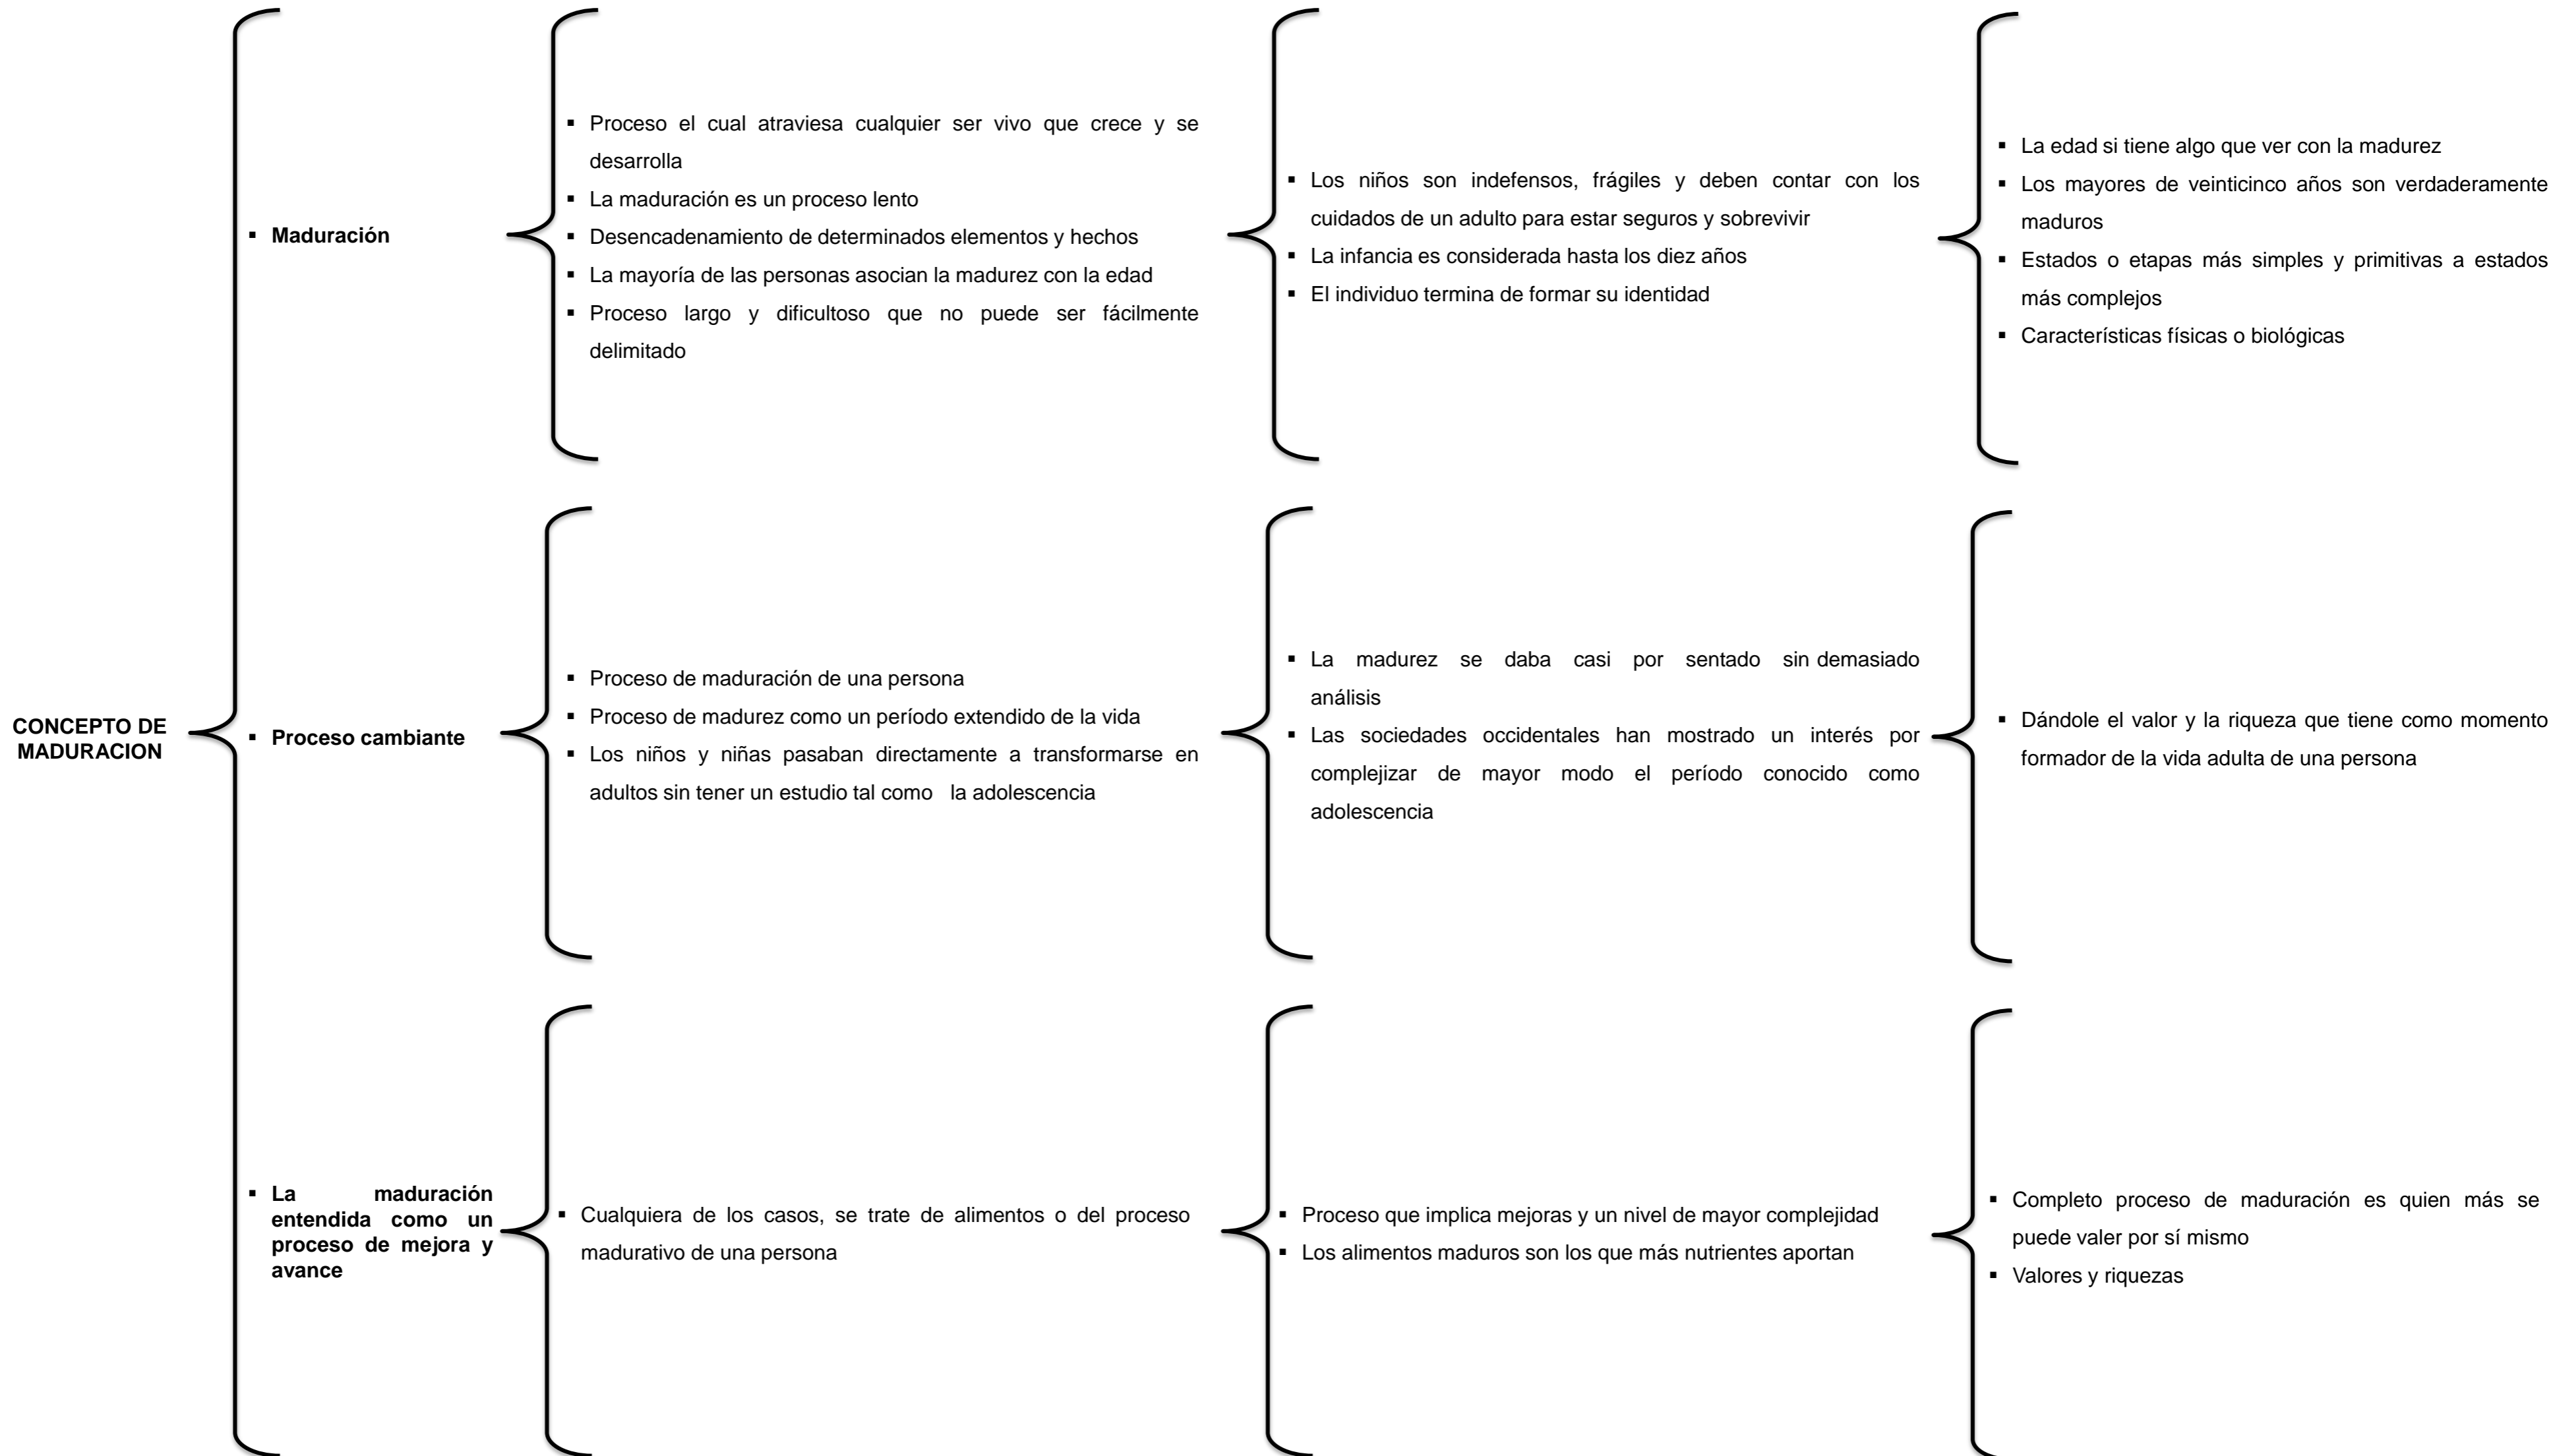 CONCEPTO DE
MADURACION
▪ Maduración
▪ Proceso el cual atraviesa cualquier ser vivo que crece y se
desarrolla
▪ La maduración es un proceso lento
▪ Desencadenamiento de determinados elementos y hechos
▪ La mayoría de las personas asocian la madurez con la edad
▪ Proceso largo y dificultoso que no puede ser fácilmente
delimitado
▪ Los niños son indefensos, frágiles y deben contar con los
cuidados de un adulto para estar seguros y sobrevivir
▪ La infancia es considerada hasta los diez años
▪ El individuo termina de formar su identidad
▪ La edad si tiene algo que ver con la madurez
▪ Los mayores de veinticinco años son verdaderamente
maduros
▪ Estados o etapas más simples y primitivas a estados
más complejos
▪ Características físicas o biológicas
▪ Proceso cambiante
▪ Proceso de maduración de una persona
▪ Proceso de madurez como un período extendido de la vida
▪ Los niños y niñas pasaban directamente a transformarse en
adultos sin tener un estudio tal como la adolescencia
▪ La madurez se daba casi por sentado sin demasiado
análisis
▪ Las sociedades occidentales han mostrado un interés por
complejizar de mayor modo el período conocido como
adolescencia
▪ Dándole el valor y la riqueza que tiene como momento
formador de la vida adulta de una persona
▪ La maduración
entendida como un
proceso de mejora y
avance
▪ Cualquiera de los casos, se trate de alimentos o del proceso
madurativo de una persona
▪ Proceso que implica mejoras y un nivel de mayor complejidad
▪ Los alimentos maduros son los que más nutrientes aportan
▪ Completo proceso de maduración es quien más se
puede valer por sí mismo
▪ Valores y riquezas